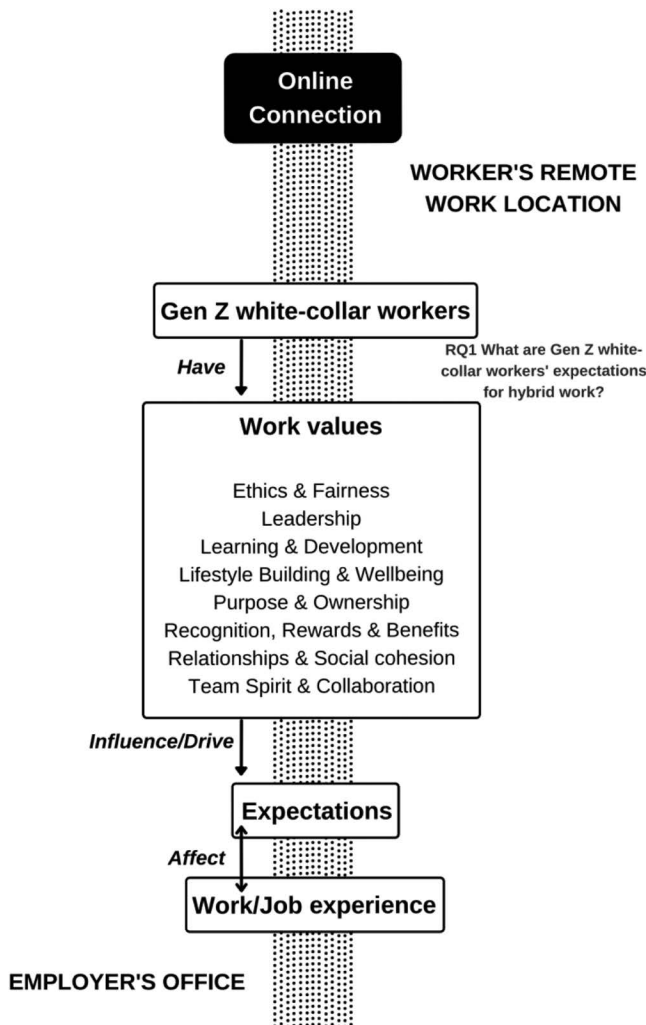 Online
Connection
WORKER'S REMOTE
WORK LOCATION
Gen Z white-collar workers
Have
RQ1 What are Gen Z white-
collar workers' expectations
for hybrid work?
Work values
Ethics & Fairness
Leadership
Learning & Development
Lifestyle Building & Wellbeing
Purpose & Ownership
Recognition, Rewards & Benefits
Relationships & Social cohesion
Team Spirit & Collaboration
Influence/Drive
Expectations
Affect
Work/Job experience
EMPLOYER'S OFFICE